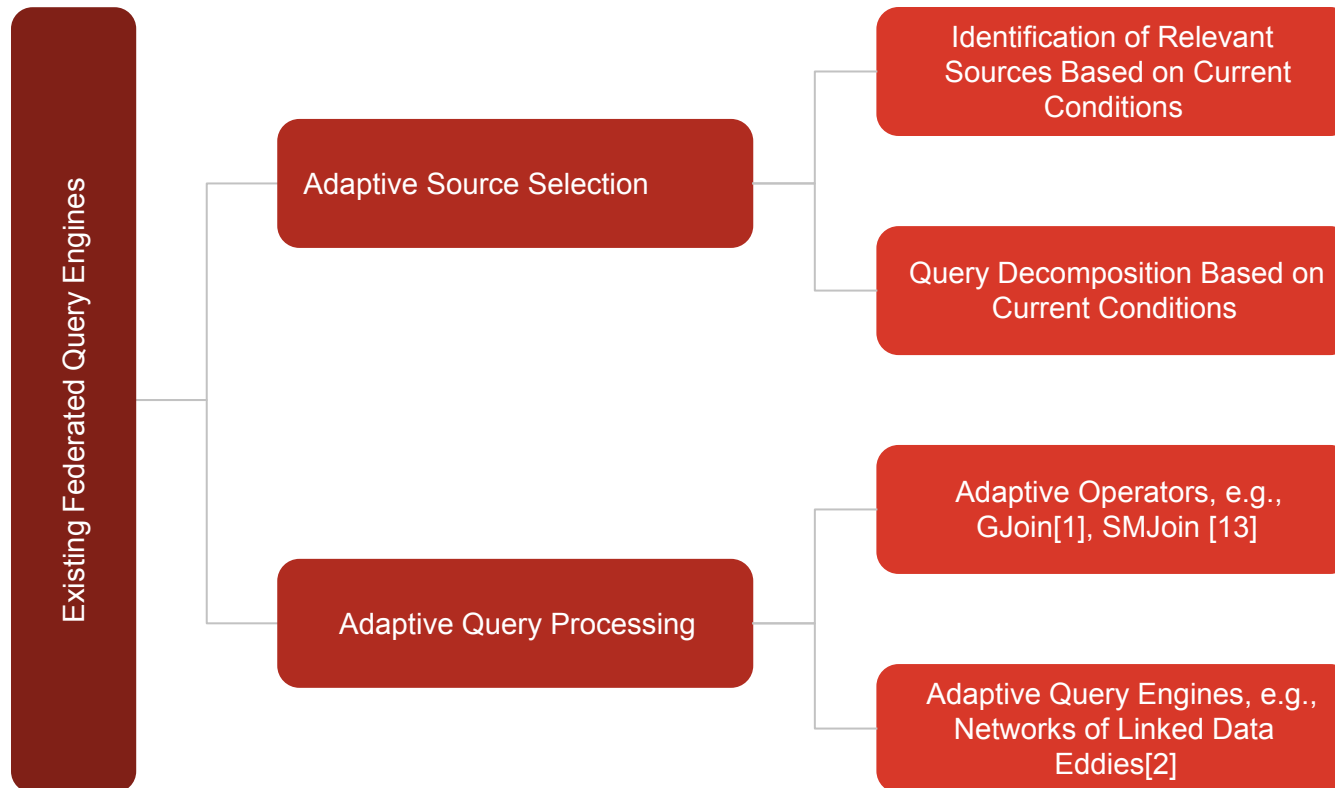 Existing Federated Query Engines
Adaptive Source Selection
Identification of Relevant
Sources Based on Current
Conditions
Query Decomposition Based on
Current Conditions
Adaptive Query Processing
Adaptive Operators, e.g.,
GJoin[1], SMJoin [13]
Adaptive Query Engines, e.g.,
Networks of Linked Data
Eddies[2]